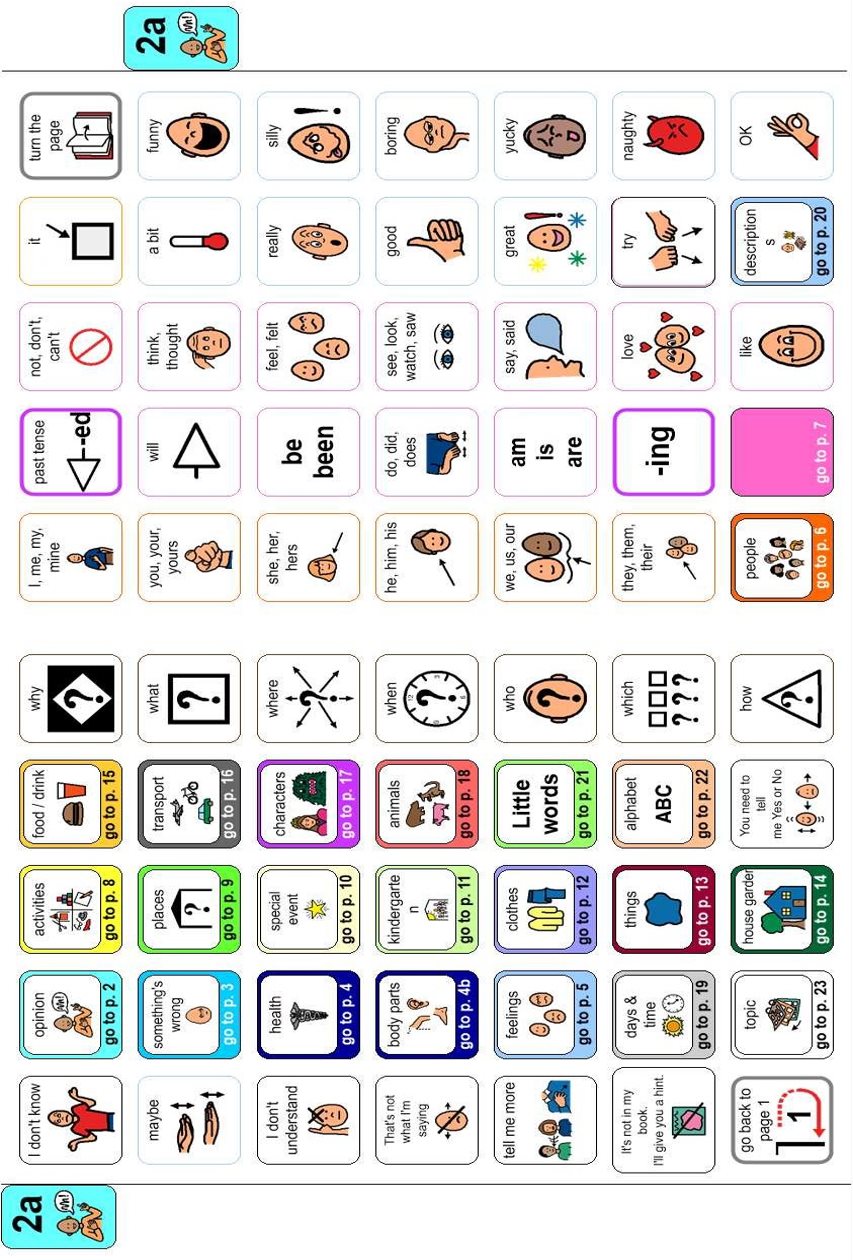 2a
I don't know
opinion
go to p. 2
activities
go to p. 8
food / drink
go to p. 15
why
?
I, me, my,
mine
past tense
-ed
not, don't,
can't
it
turn the
page
2a
maybe
something's
wrong
go to p. 3
places
?
go to p. 9
transport
go to p. 16
what
?
you, your,
yours
will
think,
thought
a bit
funny
I don't
understand
health
go to p. 4
special
event
go to p. 10
characters
go to p. 17
where
?
she, her,
hers
be
been
feel, felt
really
silly
!
That's not
what I'm
saying
body parts
go to p. 4b
kindergarte
n
go to p. 11
animals
go to p. 18
when
?
he, him, his
do, did,
does
see, look,
watch, saw
good
boring
tell me more
feelings
go to p. 5
clothes
go to p. 12
Little
words
go to p. 21
who
?
we, us, our
am
is
are
say, said
great
!
yucky
It's not in my
book.
I'll give you a hint.
days &
time
go to p. 19
things
go to p. 13
alphabet
ABC
go to p. 22
which
???
they, them,
their
-ing
love
try
naughty
go back to
page 1
1
topic
go to p. 23
house garden
go to p. 14
You need to
tell
me Yes or No
how
?
people
go to p. 6
go to p. 7
like
description
s
go to p. 20
OK